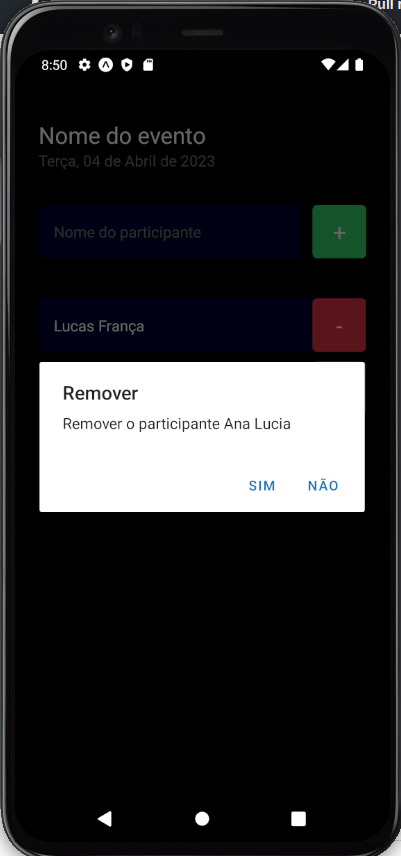 Pull r
8:50
Nome do evento
Terça, 04 de Abril de 2023
Nome do participante
+
Lucas França
-
Remover
Remover o participante Ana Lucia
SIM NÃO